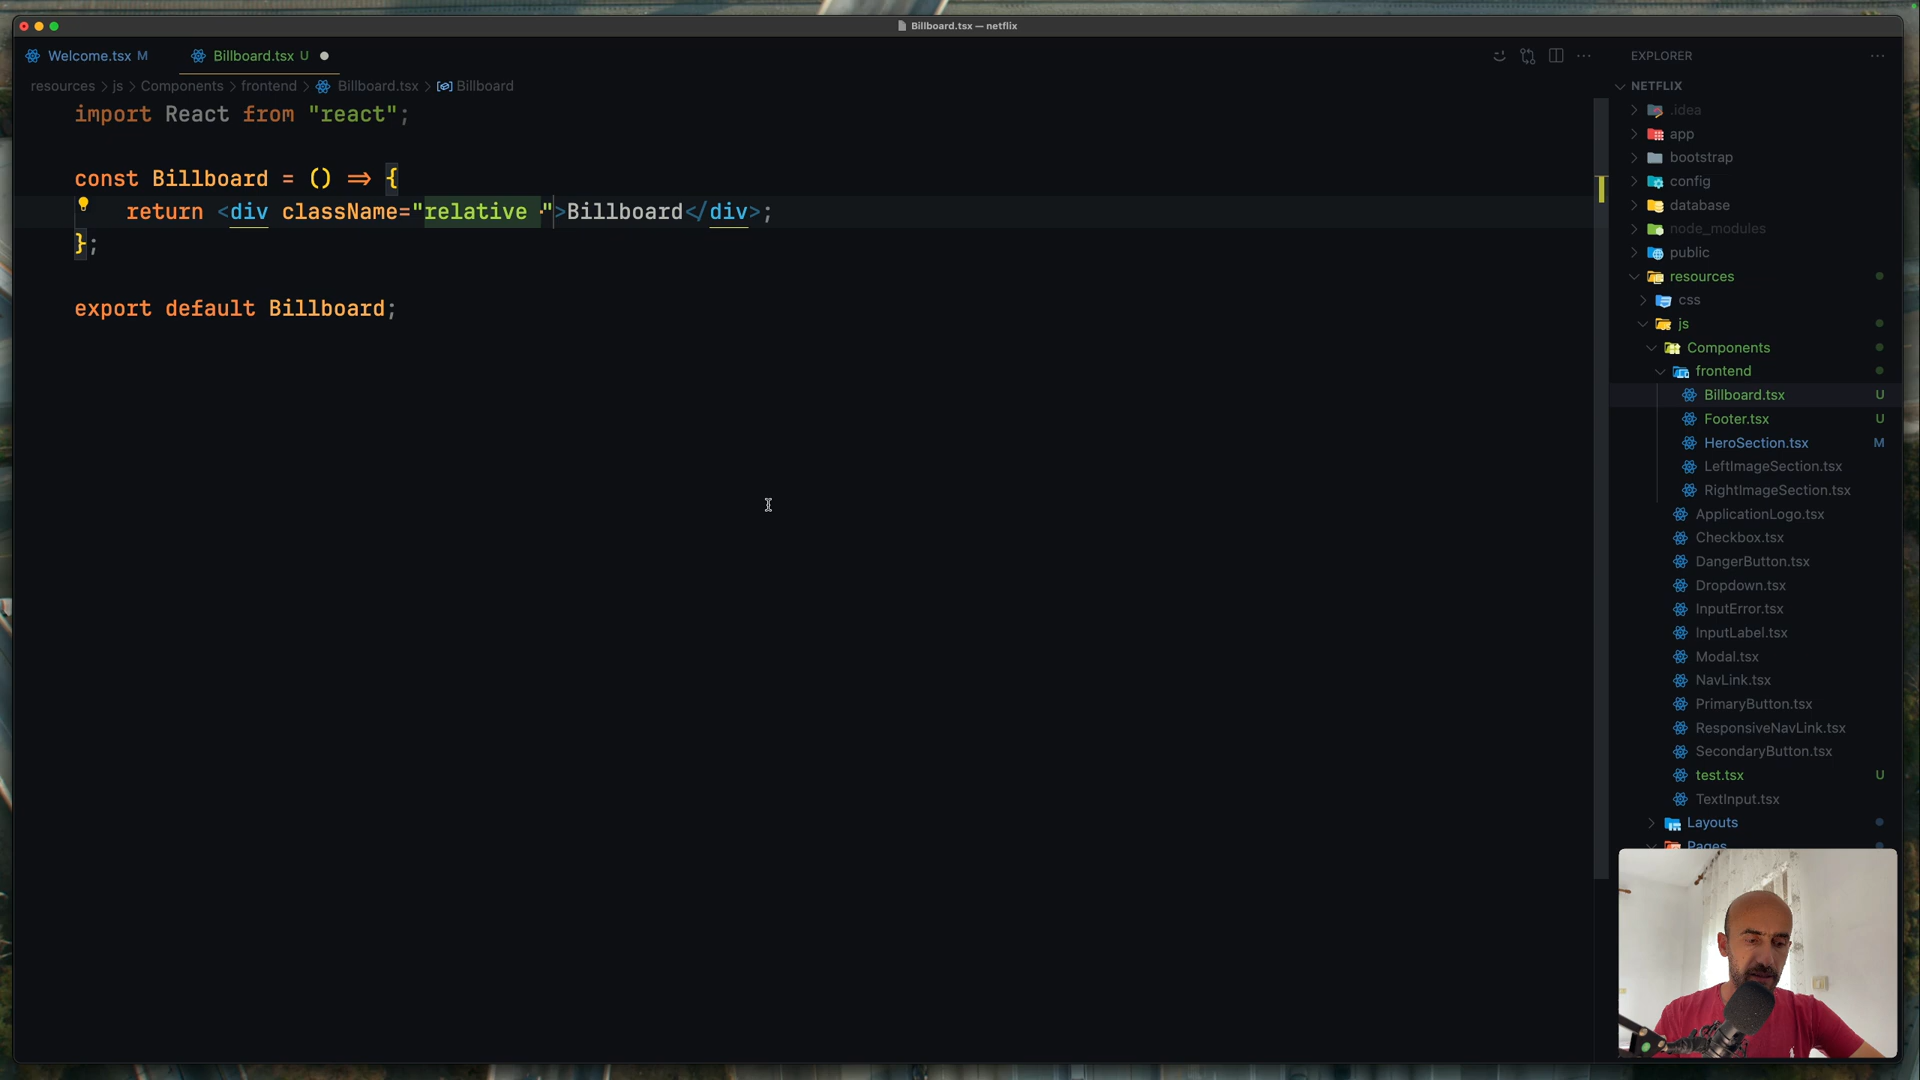 Billboard.tsx — netflix
Welcome.tsx M
Billboard.tsx U
resources > js > Components > frontend > Billboard.tsx > Billboard
import React from "react";
const Billboard = () => {
return <div className="relative ">Billboard</div>;
};
export default Billboard;
EXPLORER
NETFLIX
.idea
app
bootstrap
config
database
node_modules
public
resources
css
js
Components
frontend
Billboard.tsx U
Footer.tsx U
HeroSection.tsx M
LeftImageSection.tsx
RightImageSection.tsx
ApplicationLogo.tsx
Checkbox.tsx
DangerButton.tsx
Dropdown.tsx
InputError.tsx
InputLabel.tsx
Modal.tsx
NavLink.tsx
PrimaryButton.tsx
ResponsiveNavLink.tsx
SecondaryButton.tsx
test.tsx U
TextInput.tsx
Layouts
Pages